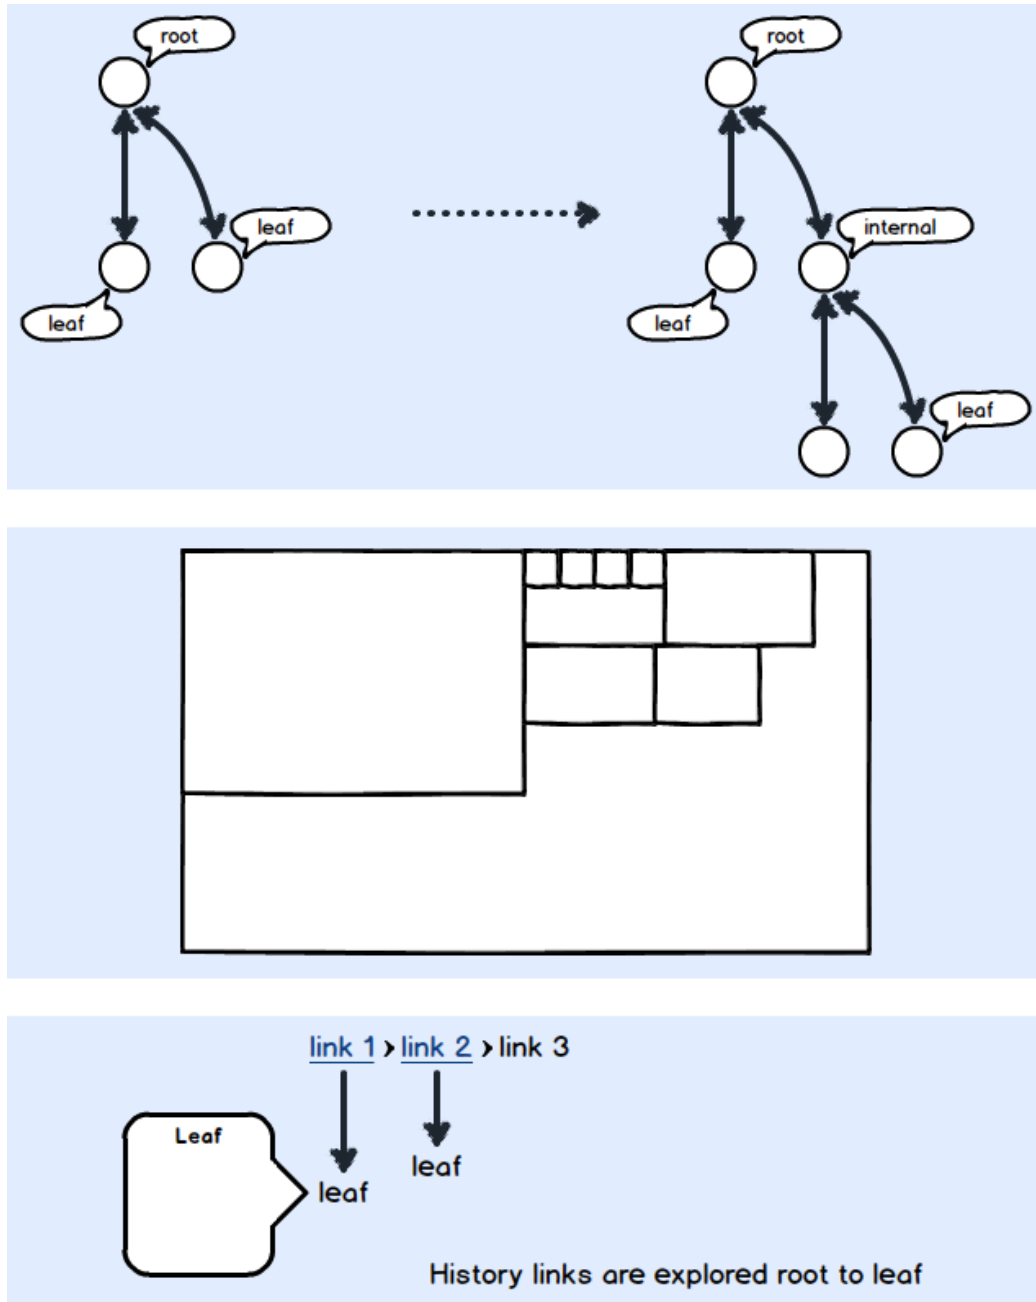 root
root
leaf
internal
leaf
leaf
leaf
link 1 > link 2 > link 3
Leaf
leaf
leaf
History links are explored root to leaf